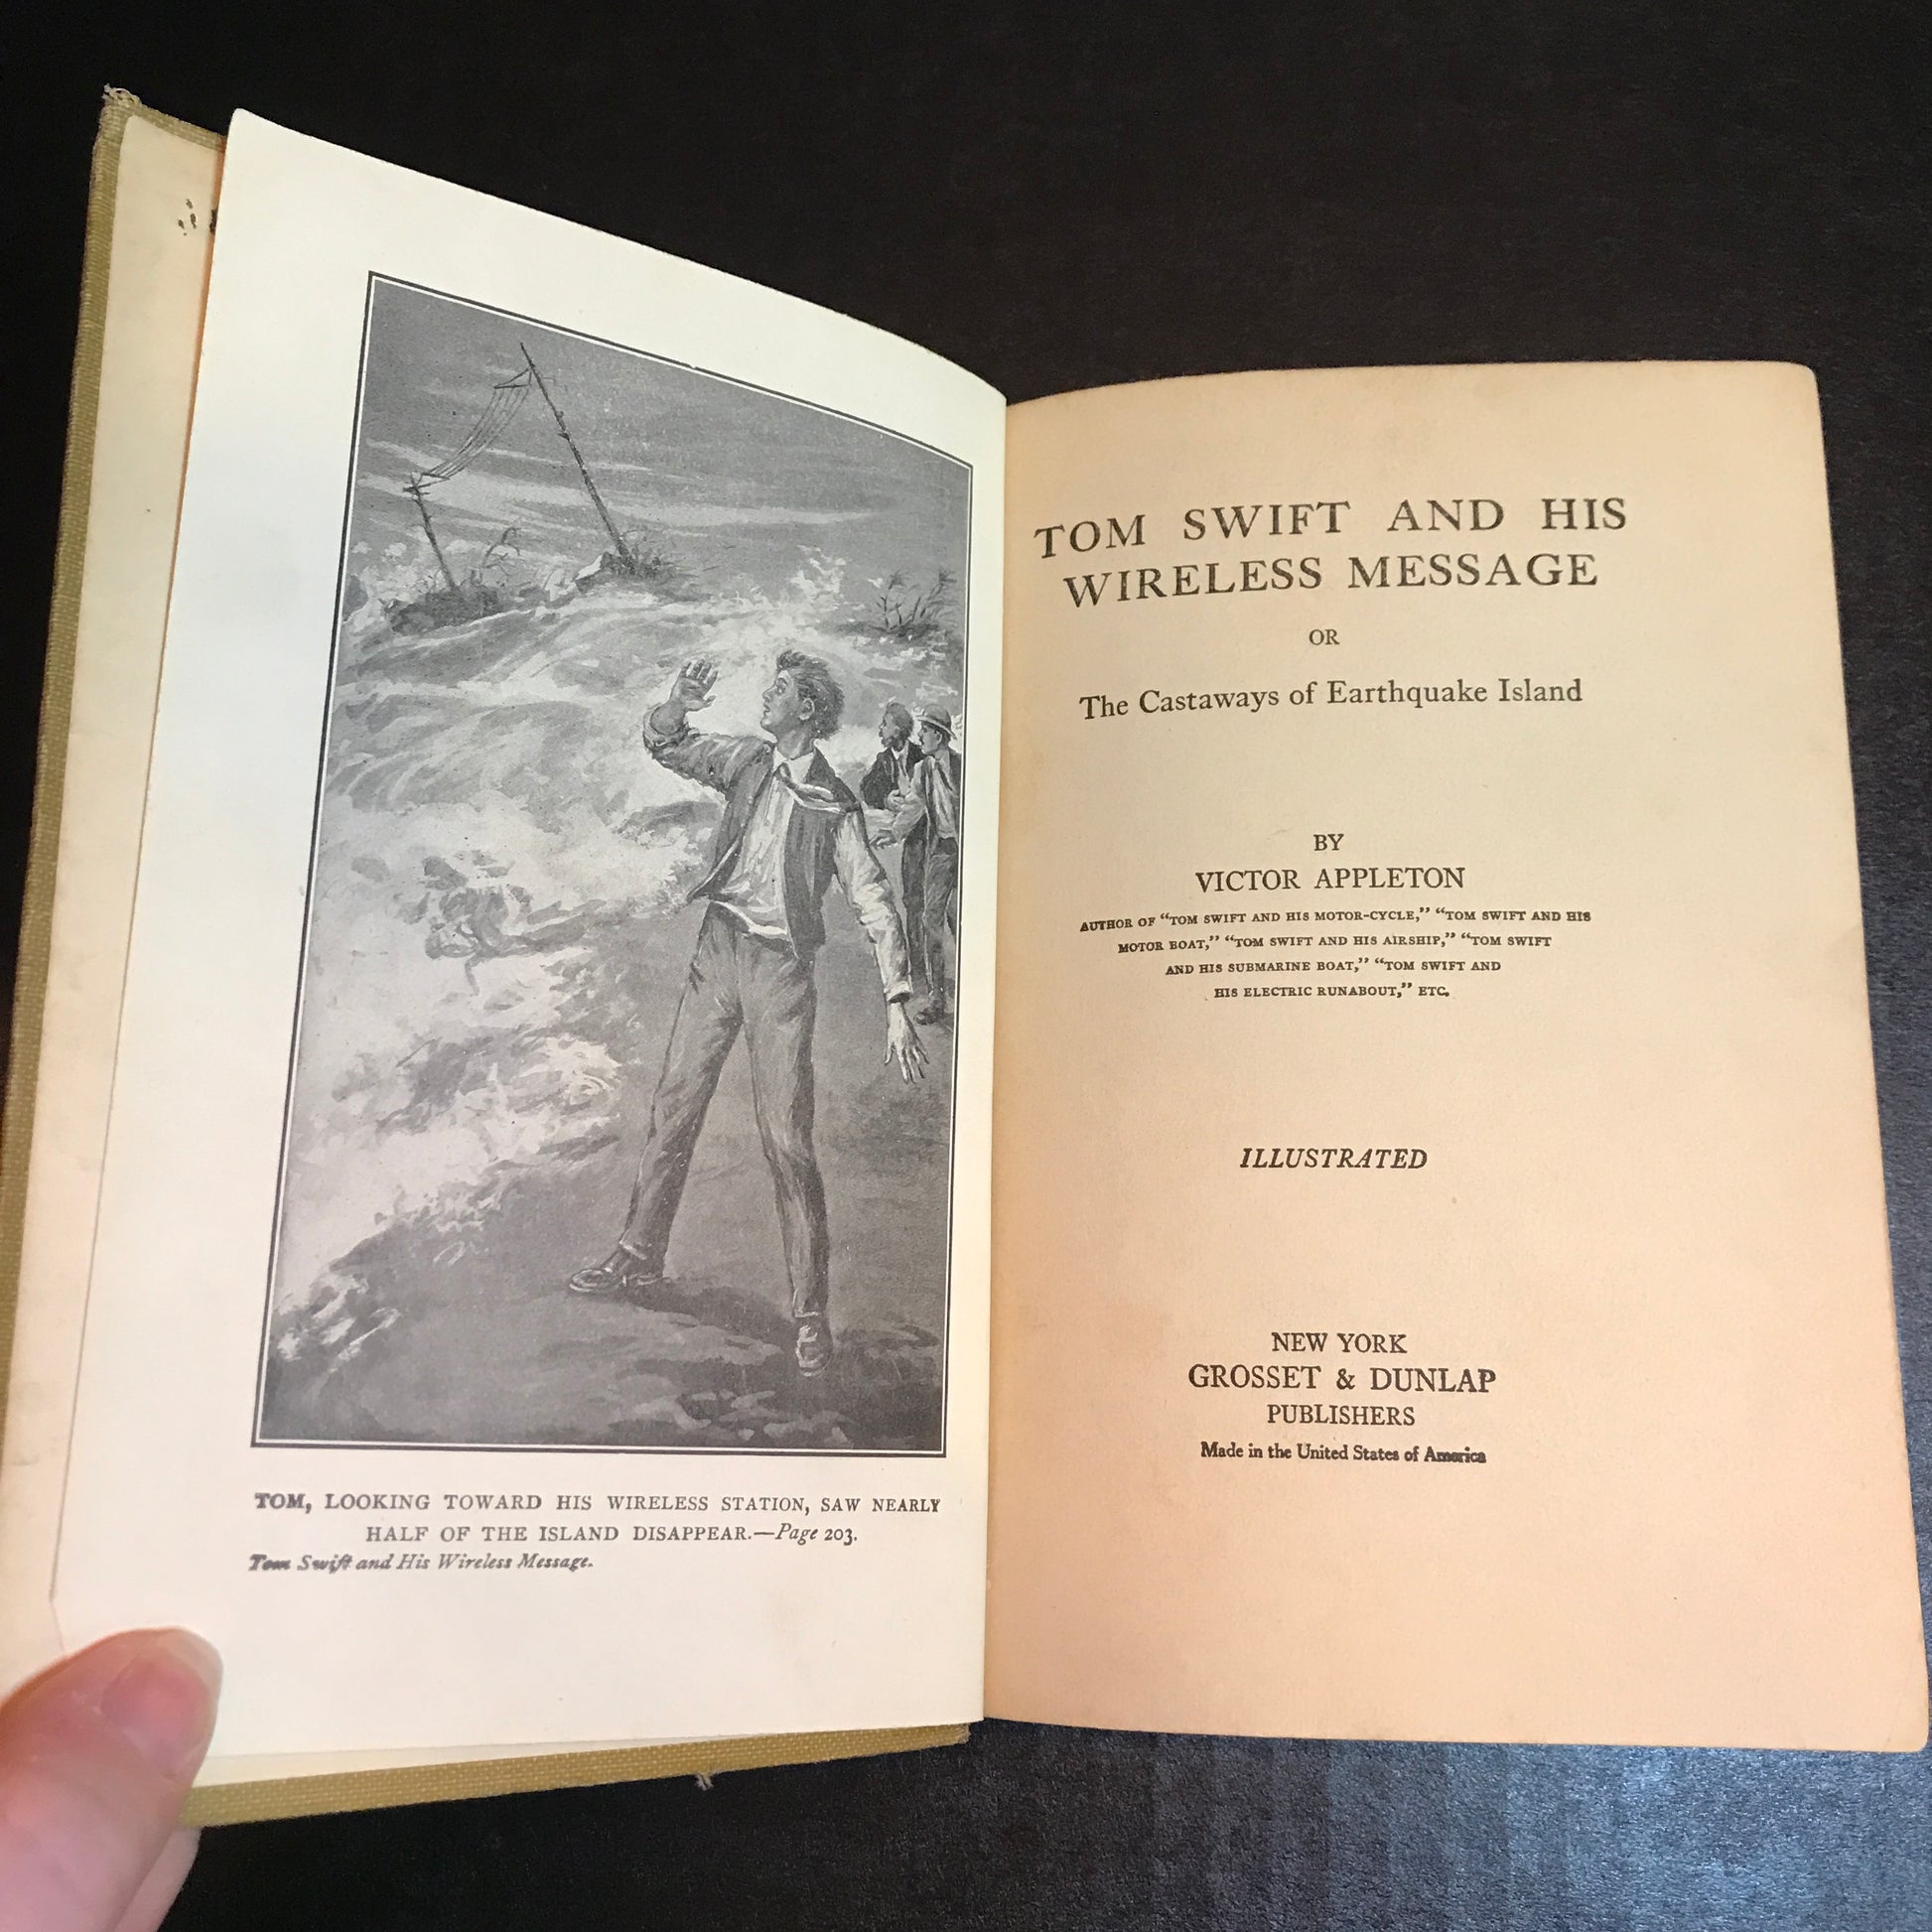 TOM, LOOKING TOWARD HIS WIRELESS STATION, SAW NEARLY
HALF OF THE ISLAND DISAPPEAR.—Page 203.
Tom Swift and His Wireless Message.
TOM SWIFT AND HIS
WIRELESS MESSAGE
OR
The Castaways of Earthquake Island
BY
VICTOR APPLETON
AUTHOR OF “TOM SWIFT AND HIS MOTOR-CYCLE,” “TOM SWIFT AND HIS
MOTOR BOAT,” “TOM SWIFT AND HIS AIRSHIP,” “TOM SWIFT
AND HIS SUBMARINE BOAT,” “TOM SWIFT AND
HIS ELECTRIC RUNABOUT,” ETC.
ILLUSTRATED
NEW YORK
GROSSET & DUNLAP
PUBLISHERS
Made in the United States of America